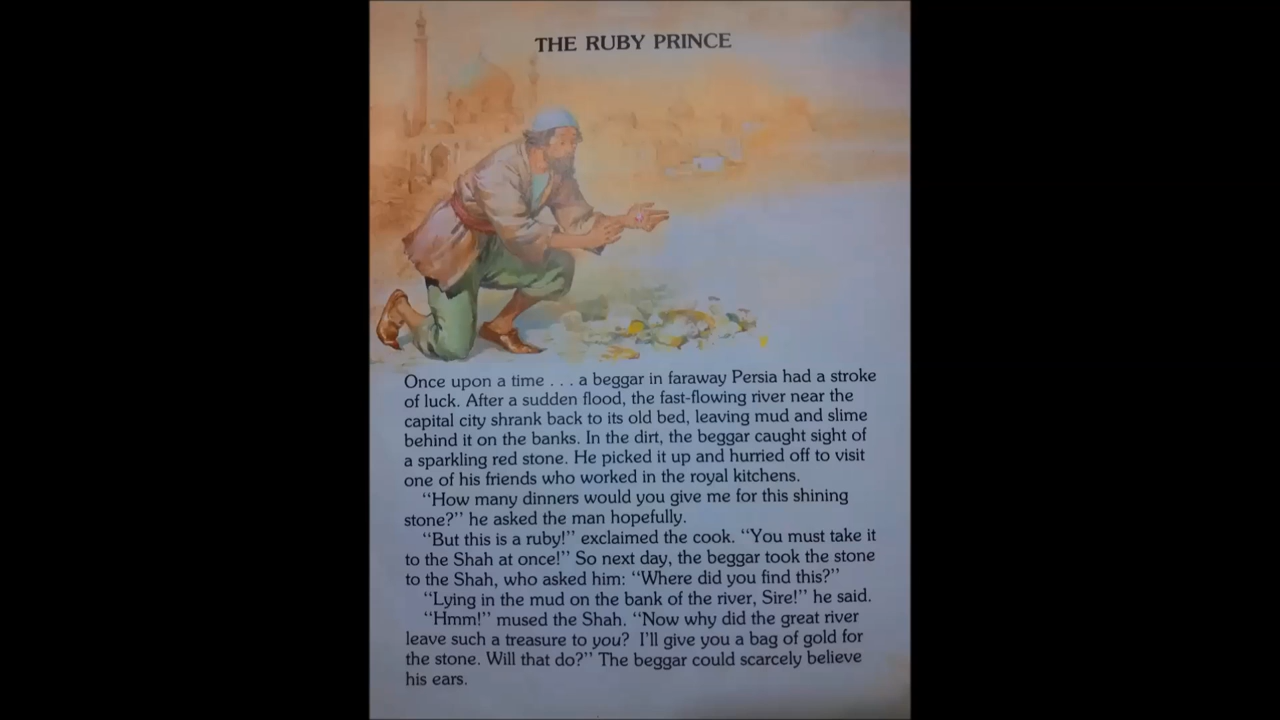 THE RUBY PRINCE
Once upon a time . . . a beggar in faraway Persia had a stroke
of luck. After a sudden flood, the fast-flowing river near the
capital city shrank back to its old bed, leaving mud and slime
behind it on the banks. In the dirt, the beggar caught sight of
a sparkling red stone. He picked it up and hurried off to visit
one of his friends who worked in the royal kitchens.
“How many dinners would you give me for this shining
stone?” he asked the man hopefully.
“But this is a ruby!” exclaimed the cook. “You must take it
to the Shah at once!” So next day, the beggar took the stone
to the Shah, who asked him: “Where did you find this?”
“Lying in the mud on the bank of the river, Sire!” he said.
“Hmm!” mused the Shah. “Now why did the great river
leave such a treasure to you? I’ll give you a bag of gold for
the stone. Will that do?” The beggar could scarcely believe
his ears.